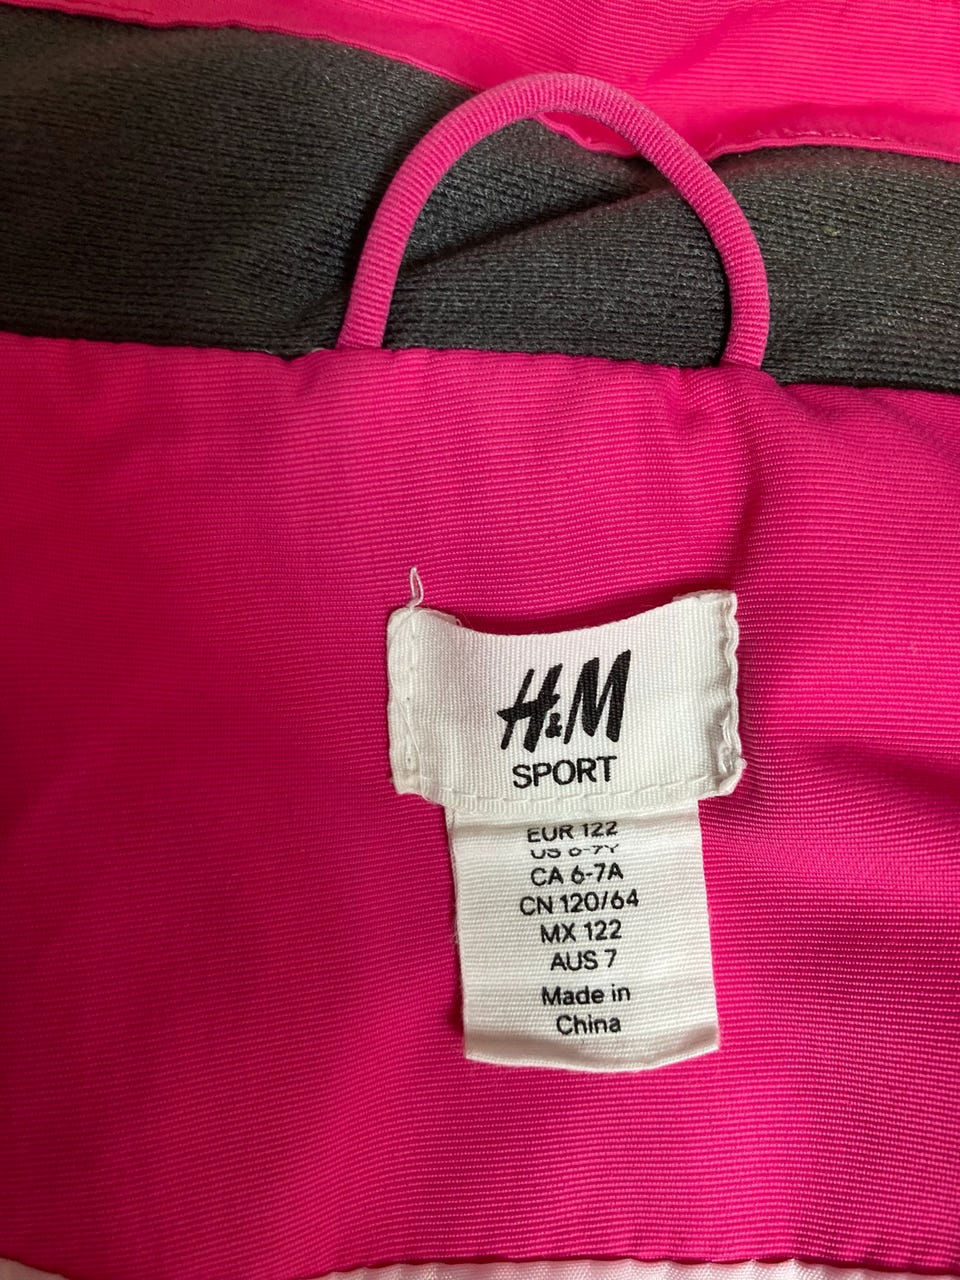 H&M
SPORT
EUR 122
US 6-7Y
CA 6-7A
CN 120/64
MX 122
AUS 7
Made in
China